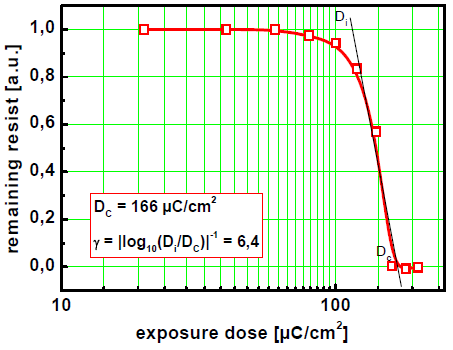 remaining resist [a.u.]
1,0
0,8
0,6
0,4
0,2
0,0
Di
Dc
DC = 166 µC/cm²
γ = |log10(Di/DC)|⁻¹ = 6,4
10
100
exposure dose [µC/cm²]